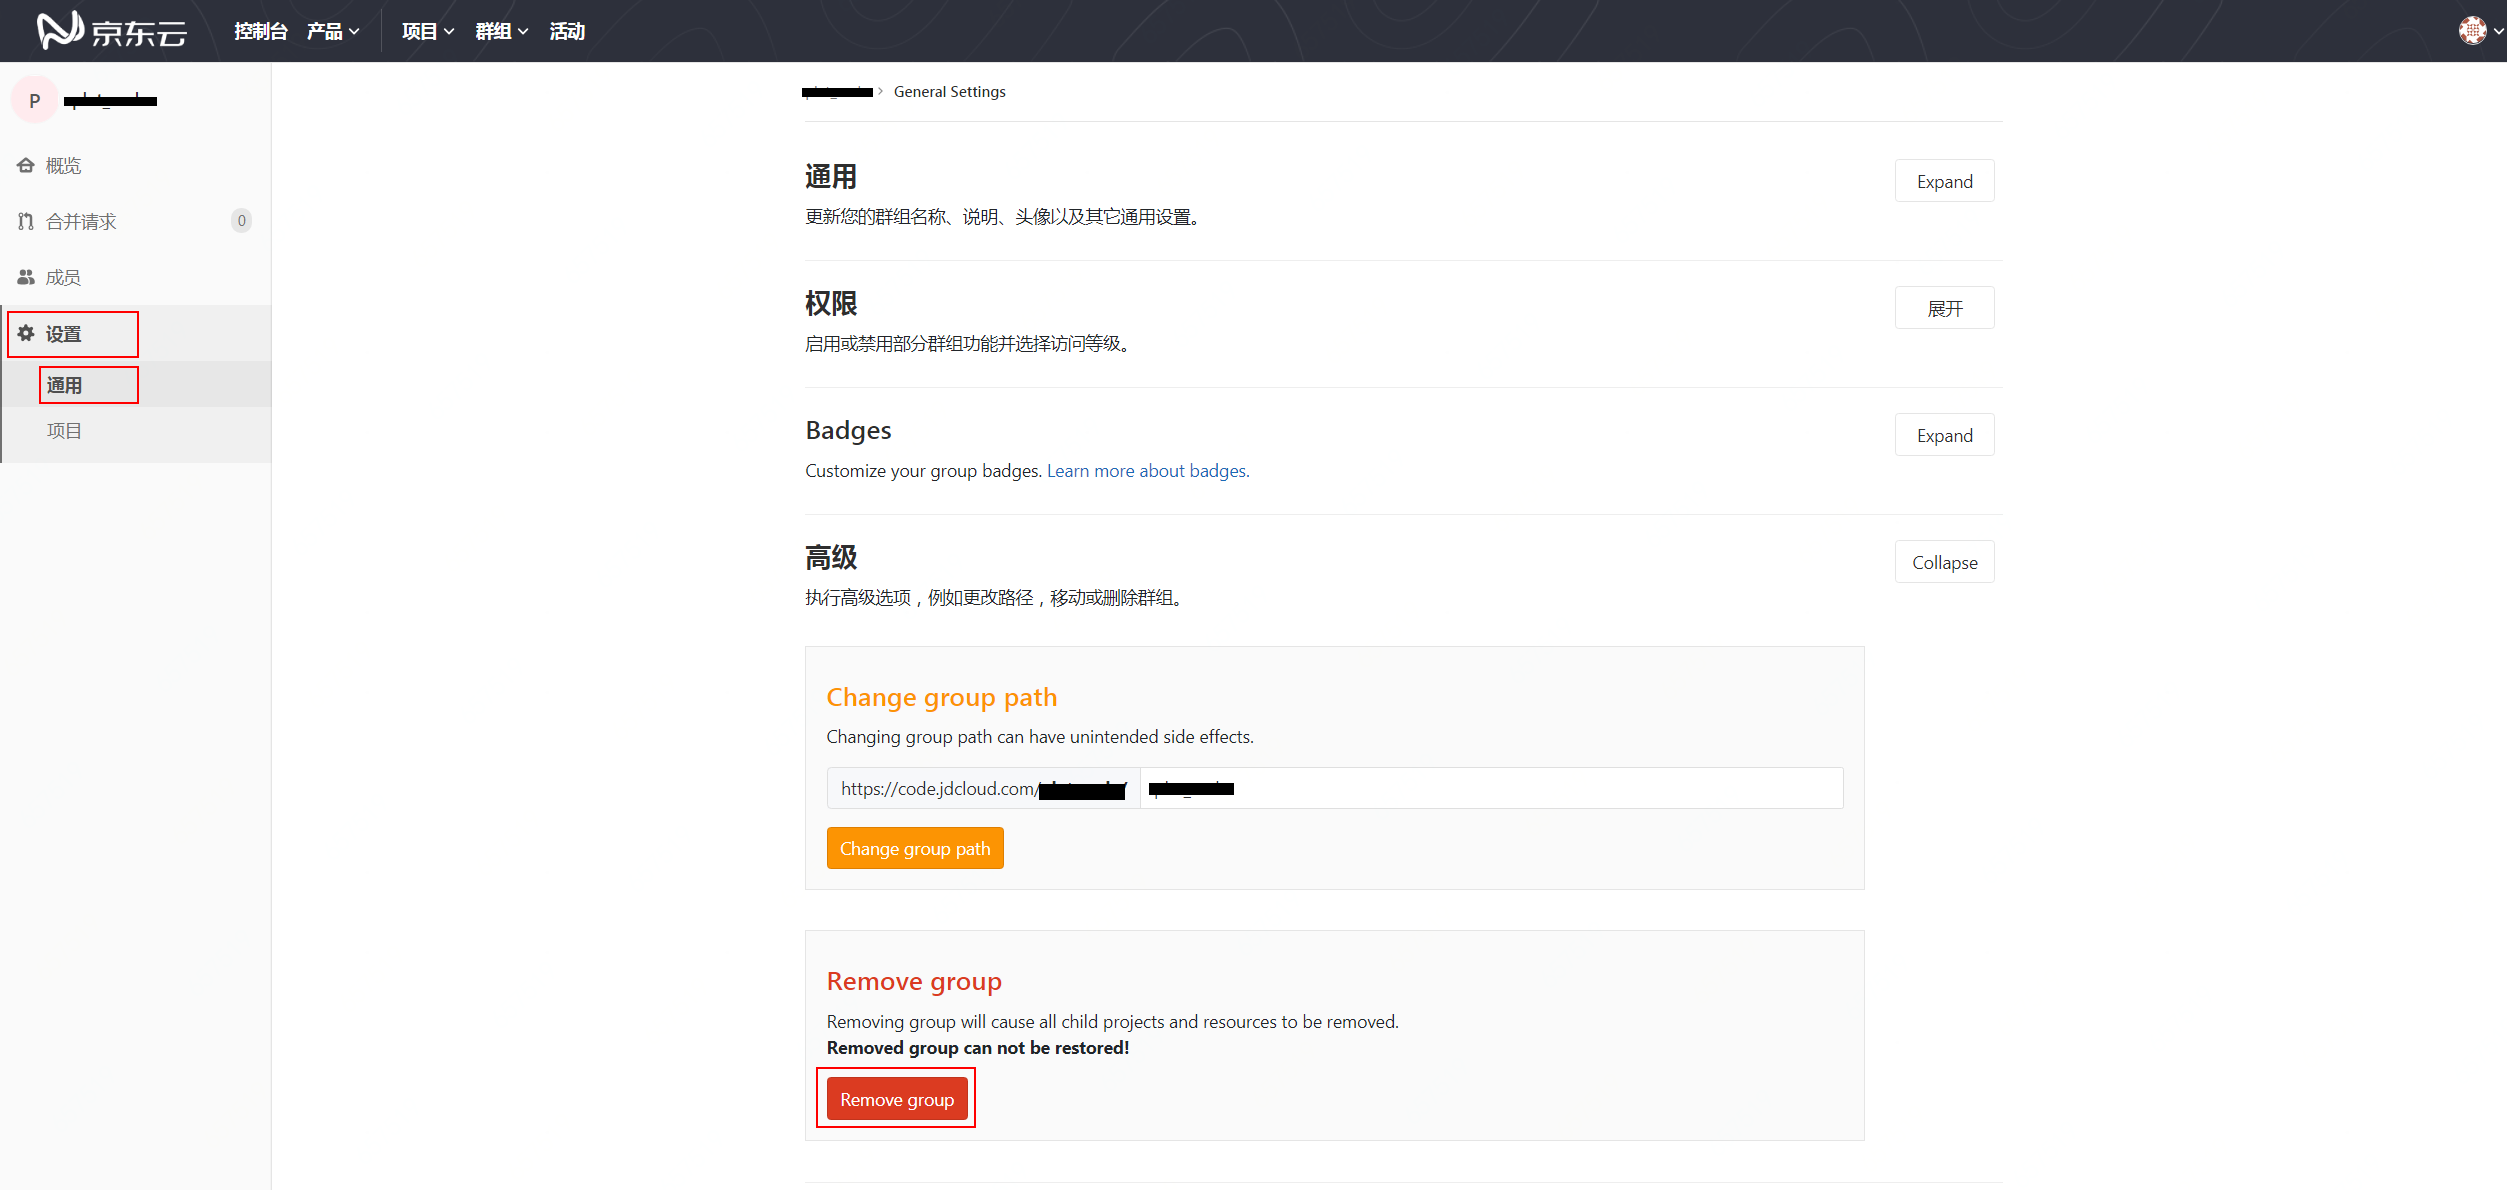 京东云
控制台 产品 项目 群组 活动
P
概览
合并请求 0
成员
设置
通用
项目
General Settings
通用
Expand
更新您的群组名称、说明、头像以及其它通用设置。
权限
展开
启用或禁用部分群组功能并选择访问等级。
Badges
Expand
Customize your group badges. Learn more about badges.
高级
Collapse
执行高级选项，例如更改路径，移动或删除群组。
Change group path
Changing group path can have unintended side effects.
https://code.jdcloud.com/
Change group path
Remove group
Removing group will cause all child projects and resources to be removed.
Removed group can not be restored!
Remove group